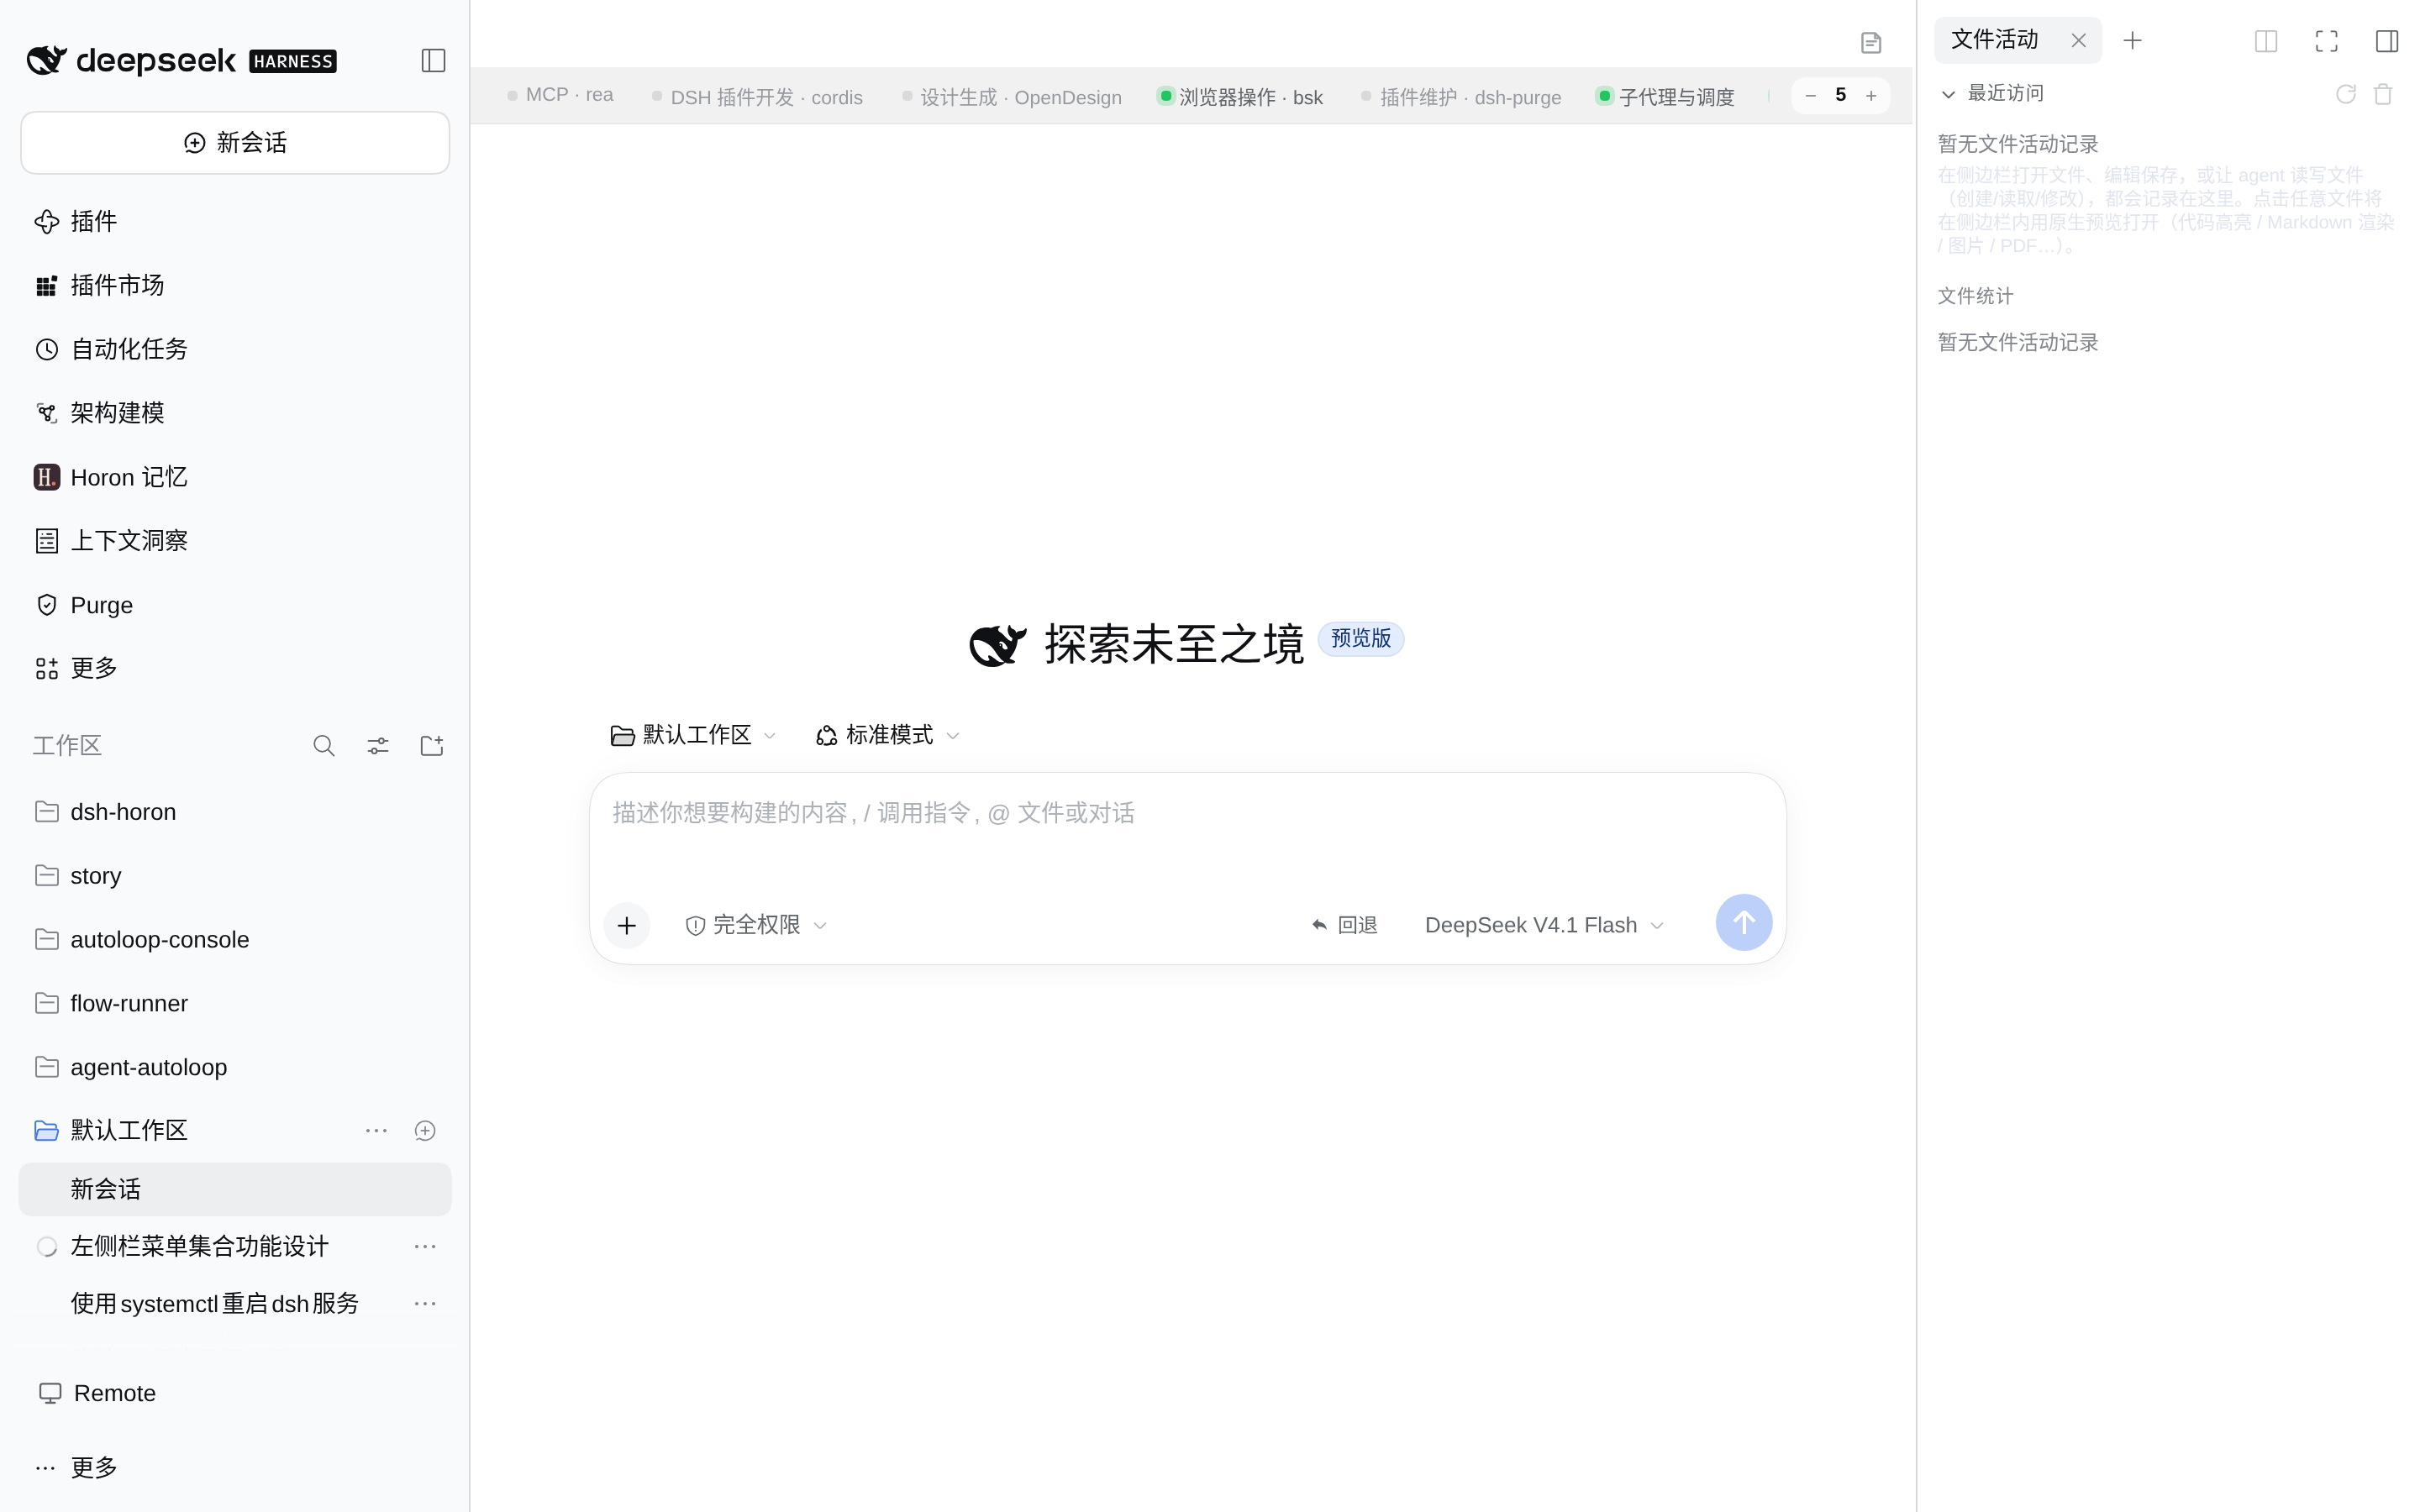 deepseek HARNESS
新会话
插件
插件市场
自动化任务
架构建模
Horon 记忆
上下文洞察
Purge
更多
工作区
dsh-horon
story
autoloop-console
flow-runner
agent-autoloop
默认工作区
新会话
左侧栏菜单集合功能设计
使用systemctl重启dsh服务
Remote
更多
MCP · rea
DSH 插件开发 · cordis
设计生成 · OpenDesign
浏览器操作 · bsk
插件维护 · dsh-purge
子代理与调度
− 5 +
探索未至之境 预览版
默认工作区 标准模式
描述你想要构建的内容, / 调用指令, @ 文件或对话
完全权限 回退 DeepSeek V4.1 Flash
文件活动
最近访问
暂无文件活动记录
在侧边栏打开文件、编辑保存，或让 agent 读写文件
（创建/读取/修改），都会记录在这里。点击任意文件将
在侧边栏内用原生预览打开（代码高亮 / Markdown 渲染
/ 图片 / PDF…）。
文件统计
暂无文件活动记录